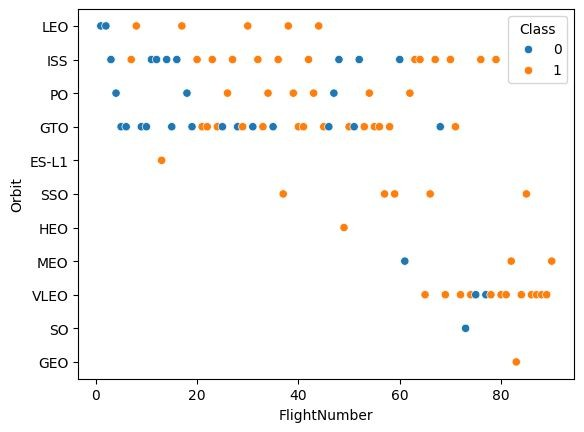 LEO
ISS
PO
GTO
ES-L1
SSO
HEO
MEO
VLEO
SO
GEO
Orbit
Class
0
1
0
20
40
60
80
FlightNumber